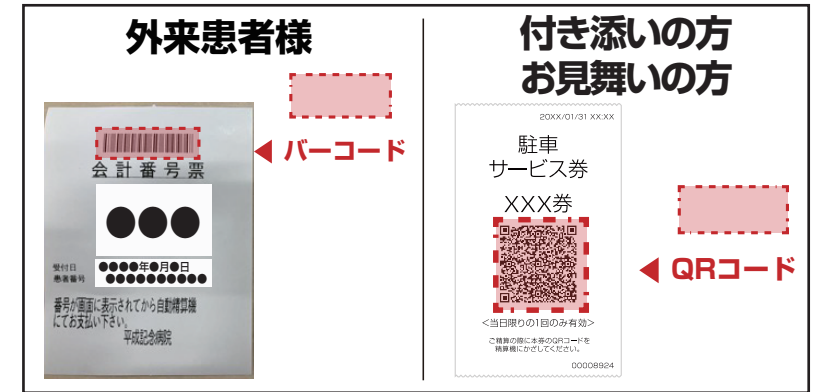 外来患者様
バーコード
会計番号票
●●●
受付日 ●●●●年●月●日
患者番号 ●●●●●●●●●●
番号が画面に表示されてから自動精算機
にてお支払い下さい。
平成記念病院
付き添いの方
お見舞いの方
20XX/01/31 XX:XX
駐車
サービス券
XXX券
QRコード
<当日限りの1回のみ有効>
ご精算の際に本券のQRコードを
精算機にかざしてください。
00008924